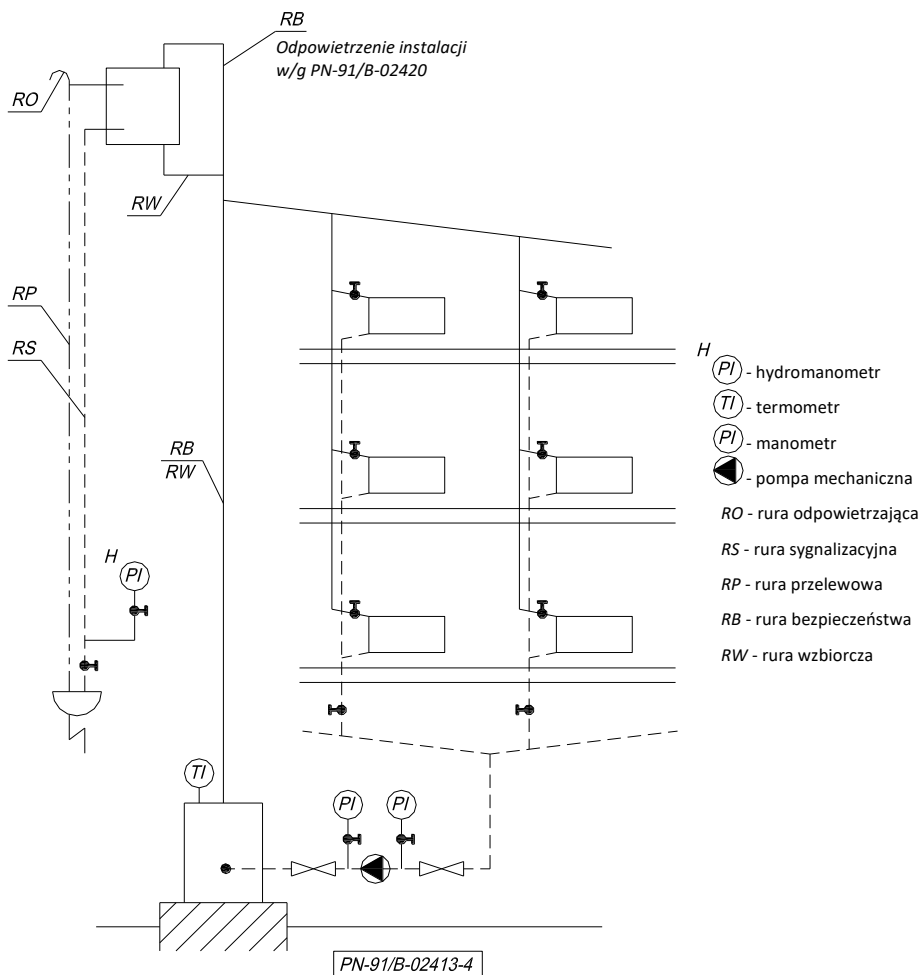 RB
Odpowietrzenie instalacji
w/g PN-91/B-02420
RO
RW
RP
RS
RB
RW
H
PI
TI
PI
PI
H
PI - hydromanometr
TI - termometr
PI - manometr
- pompa mechaniczna
RO - rura odpowietrzająca
RS - rura sygnalizacyjna
RP - rura przelewowa
RB - rura bezpieczeństwa
RW - rura wzbiorcza
PN-91/B-02413-4